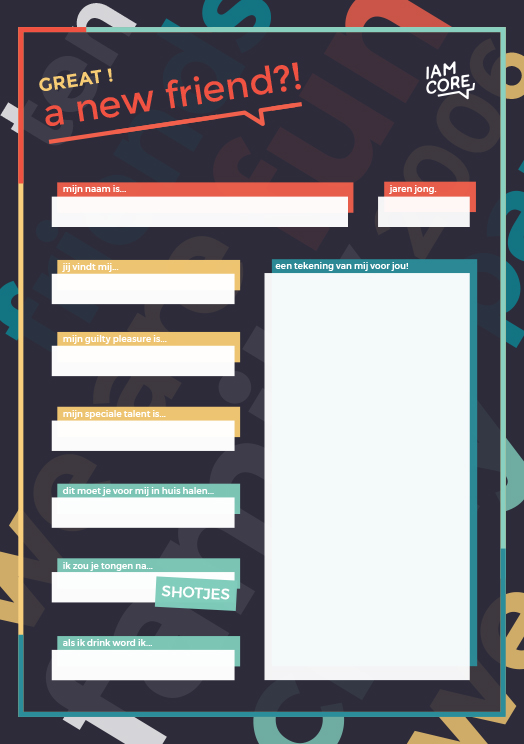 GREAT !
a new friend?!
IAM
CORE
mijn naam is...
jaren jong.
jij vindt mij...
een tekening van mij voor jou!
mijn guilty pleasure is...
mijn speciale talent is...
dit moet je voor mij in huis halen...
ik zou je tongen na...
SHOTJES
als ik drink word ik...